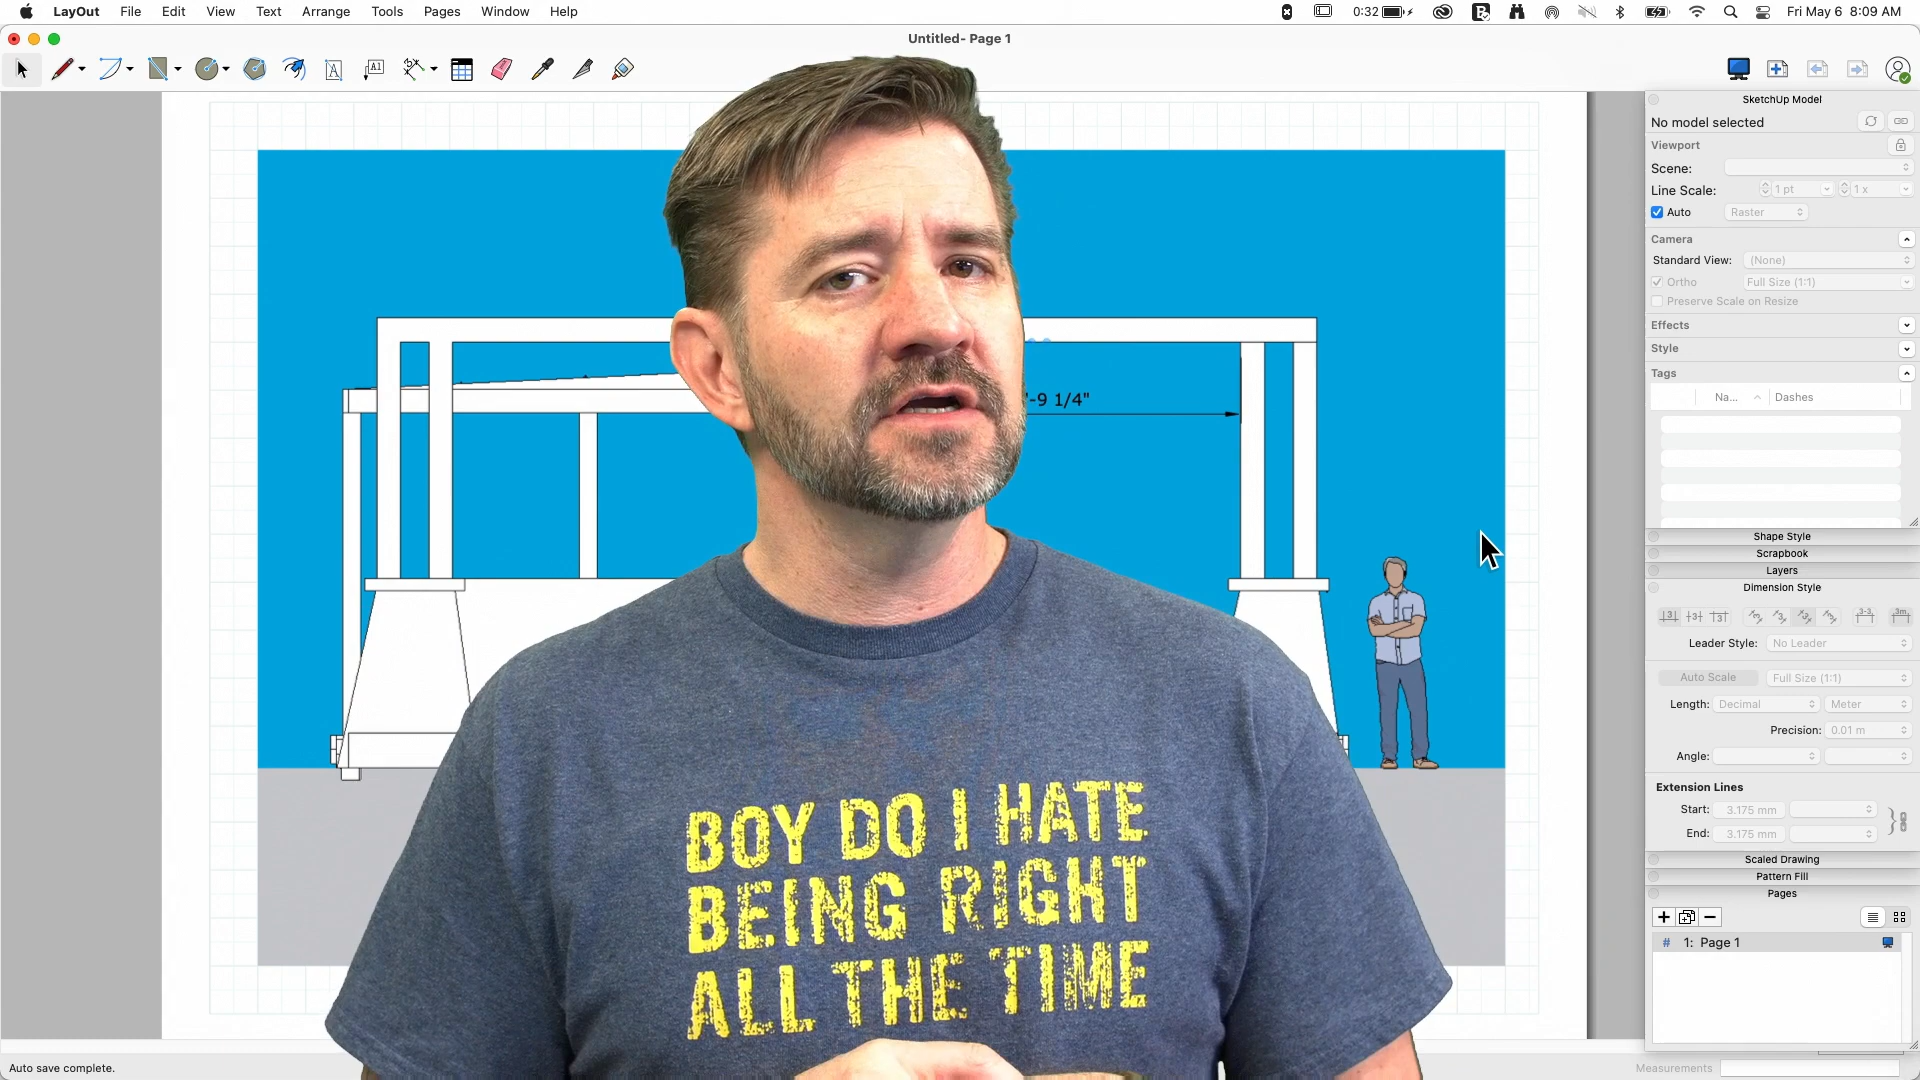 LayOut File Edit View Text Arrange Tools Pages Window Help
0:32
Fri May 6 8:09 AM
Untitled- Page 1
A
A1
SketchUp Model
No model selected
Viewport
Scene:
Line Scale: 1 pt 1 x
Auto Raster
Camera
Standard View: (None)
Ortho Full Size (1:1)
Preserve Scale on Resize
Effects
Style
Tags
Na... Dashes
'-9 1/4"
Shape Style
Scrapbook
Layers
Dimension Style
Leader Style: No Leader
Auto Scale Full Size (1:1)
Length: Decimal Meter
Precision: 0.01 m
Angle:
Extension Lines
Start: 3.175 mm
End: 3.175 mm
Scaled Drawing
Pattern Fill
Pages
# 1: Page 1
BOY DO I HATE
BEING RIGHT
ALL THE TIME
Auto save complete.
Measurements